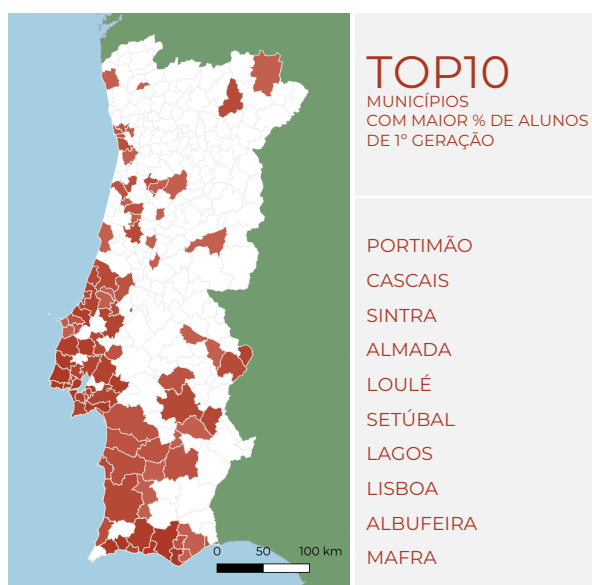 TOP10
MUNICÍPIOS
COM MAIOR % DE ALUNOS
DE 1º GERAÇÃO
PORTIMÃO
CASCAIS
SINTRA
ALMADA
LOULÉ
SETÚBAL
LAGOS
LISBOA
ALBUFEIRA
MAFRA
0 50 100 km